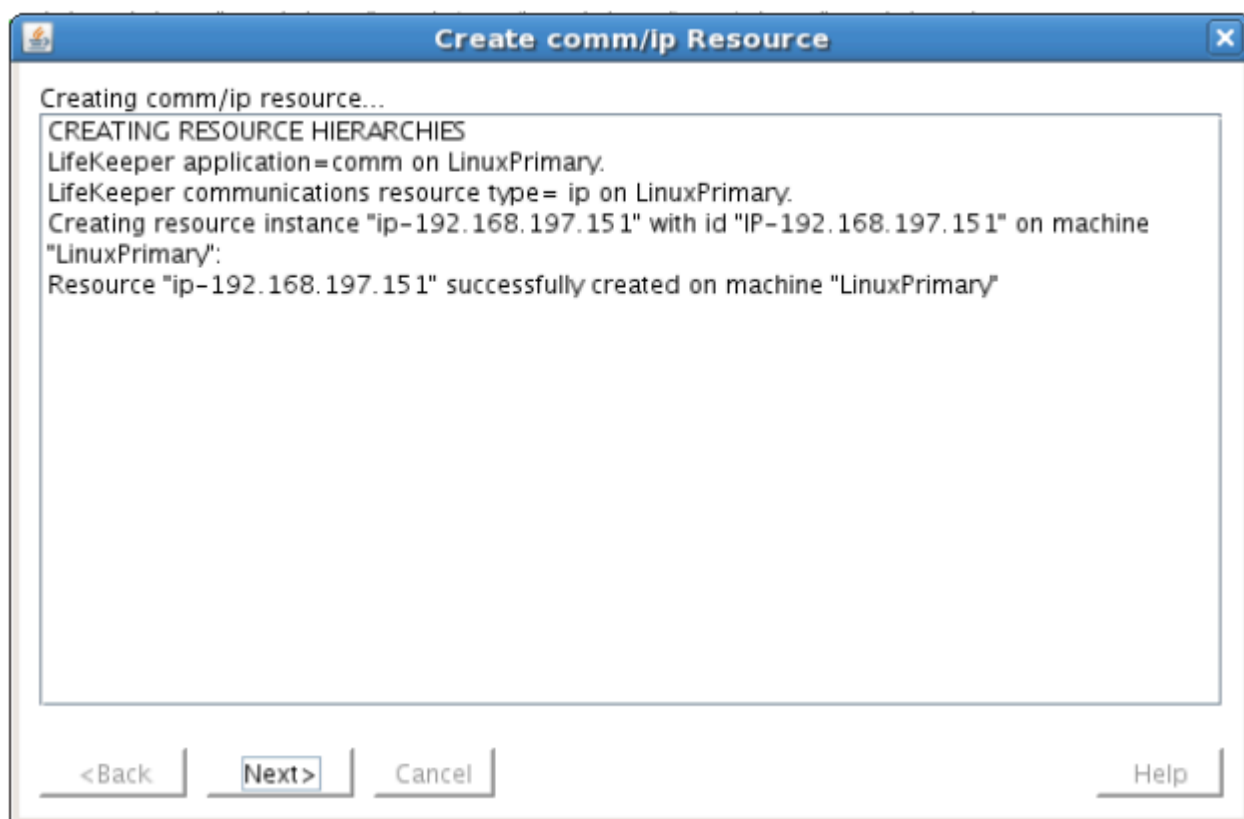 Create comm/ip Resource
Creating comm/ip resource...
CREATING RESOURCE HIERARCHIES
LifeKeeper application=comm on LinuxPrimary.
LifeKeeper communications resource type= ip on LinuxPrimary.
Creating resource instance "ip-192.168.197.151" with id "IP-192.168.197.151" on machine
"LinuxPrimary":
Resource "ip-192.168.197.151" successfully created on machine "LinuxPrimary"
<Back Next> Cancel Help